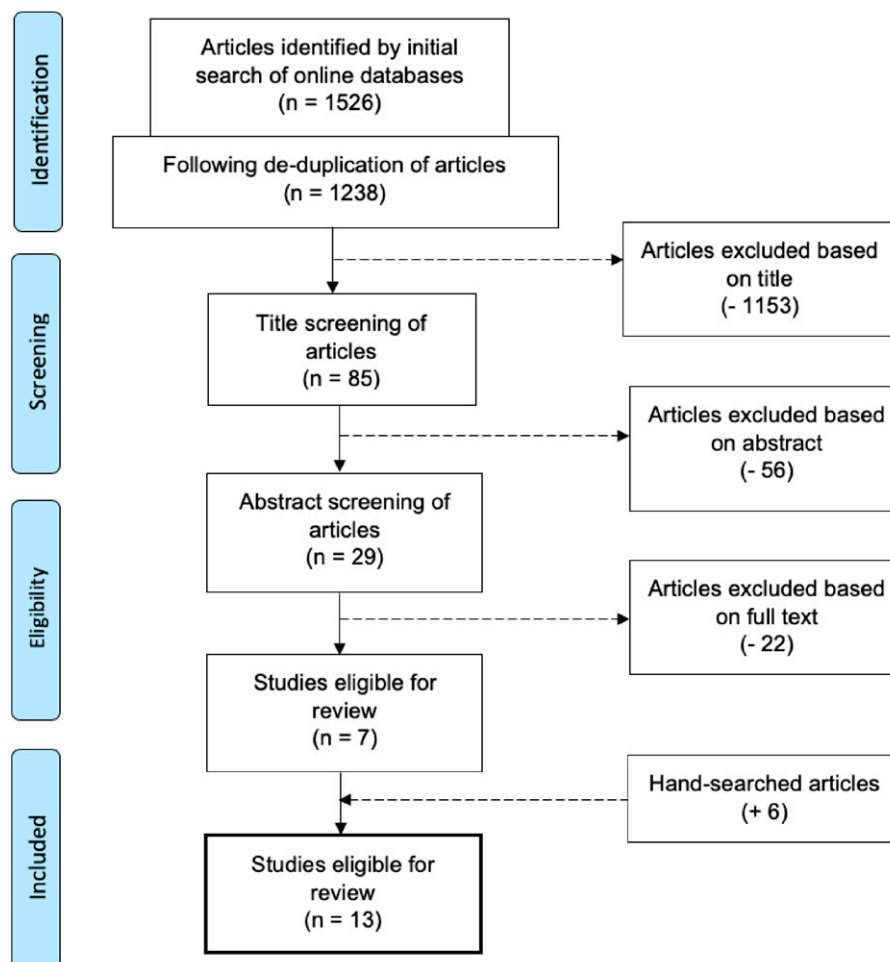 Identification
Articles identified by initial
search of online databases
(n = 1526)
Following de-duplication of articles
(n = 1238)
Articles excluded based
on title
(- 1153)
Screening
Title screening of
articles
(n = 85)
Articles excluded based
on abstract
(- 56)
Abstract screening of
articles
(n = 29)
Eligibility
Articles excluded based
on full text
(- 22)
Studies eligible for
review
(n = 7)
Hand-searched articles
(+ 6)
Included
Studies eligible for
review
(n = 13)